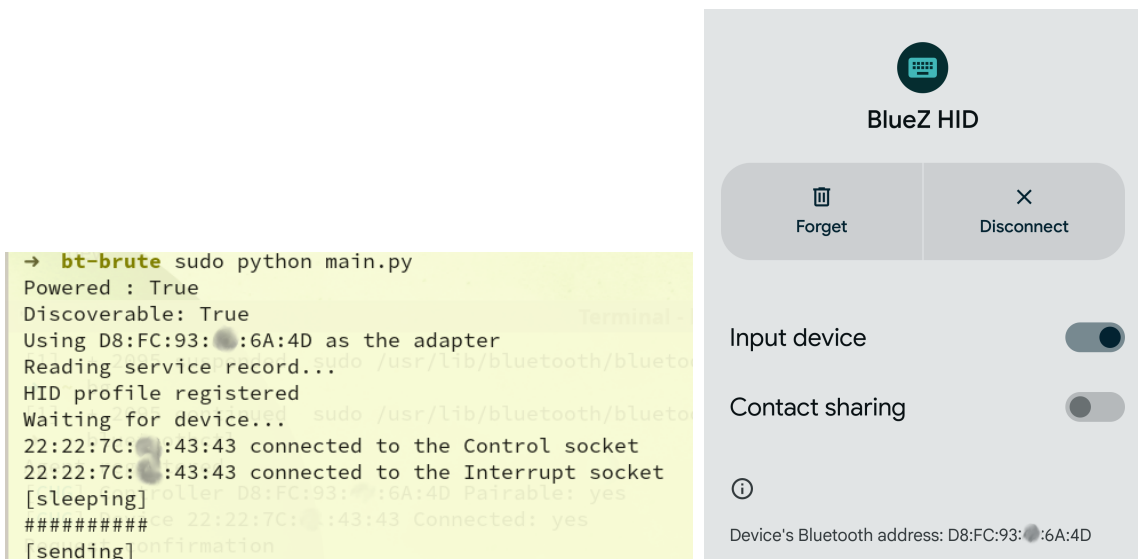 → bt-brute sudo python main.py
Powered : True
Discoverable: True
Using D8:FC:93: :6A:4D as the adapter
Reading service record...
HID profile registered
Waiting for device...
22:22:7C: :43:43 connected to the Control socket
22:22:7C: :43:43 connected to the Interrupt socket
[sleeping]
##########
[sending]
BlueZ HID
Forget
Disconnect
Input device
Contact sharing
Device's Bluetooth address: D8:FC:93: :6A:4D